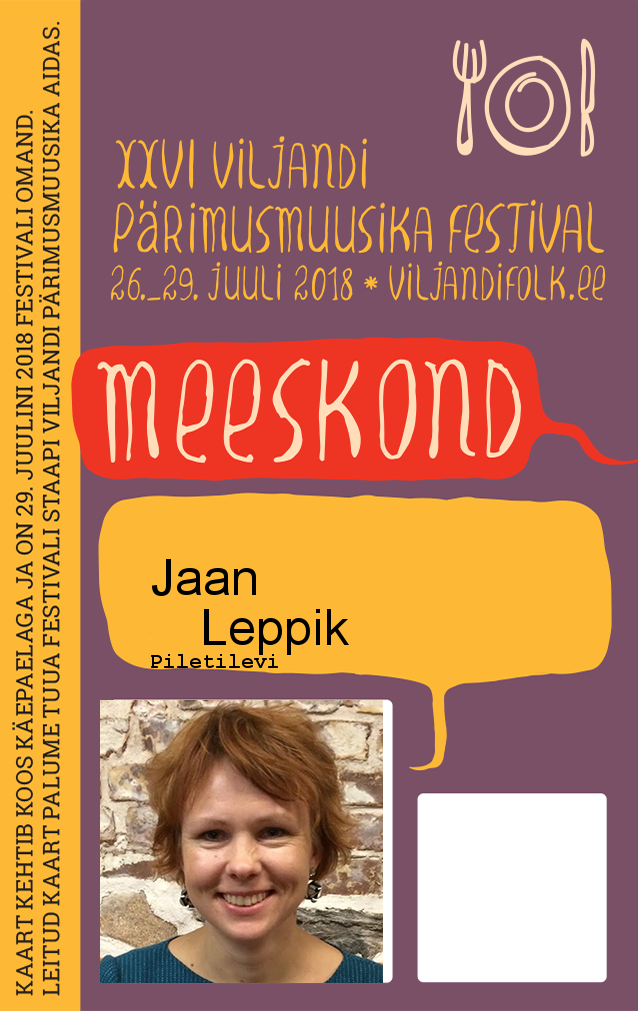 XXVI VILJANDI
PÄRIMUSMUUSIKA FESTIVAL
26._29. JUULI 2018 * VILJANDIFOLK.EE
MEESKOND
Jaan
Leppik
Piletilevi
KAART KEHTIB KOOS KÄEPAELAGA JA ON 29. JUULINI 2018 FESTIVALI OMAND.
LEITUD KAART PALUME TUUA FESTIVALI STAAPI VILJANDI PÄRIMUSMUUSIKA AIDAS.